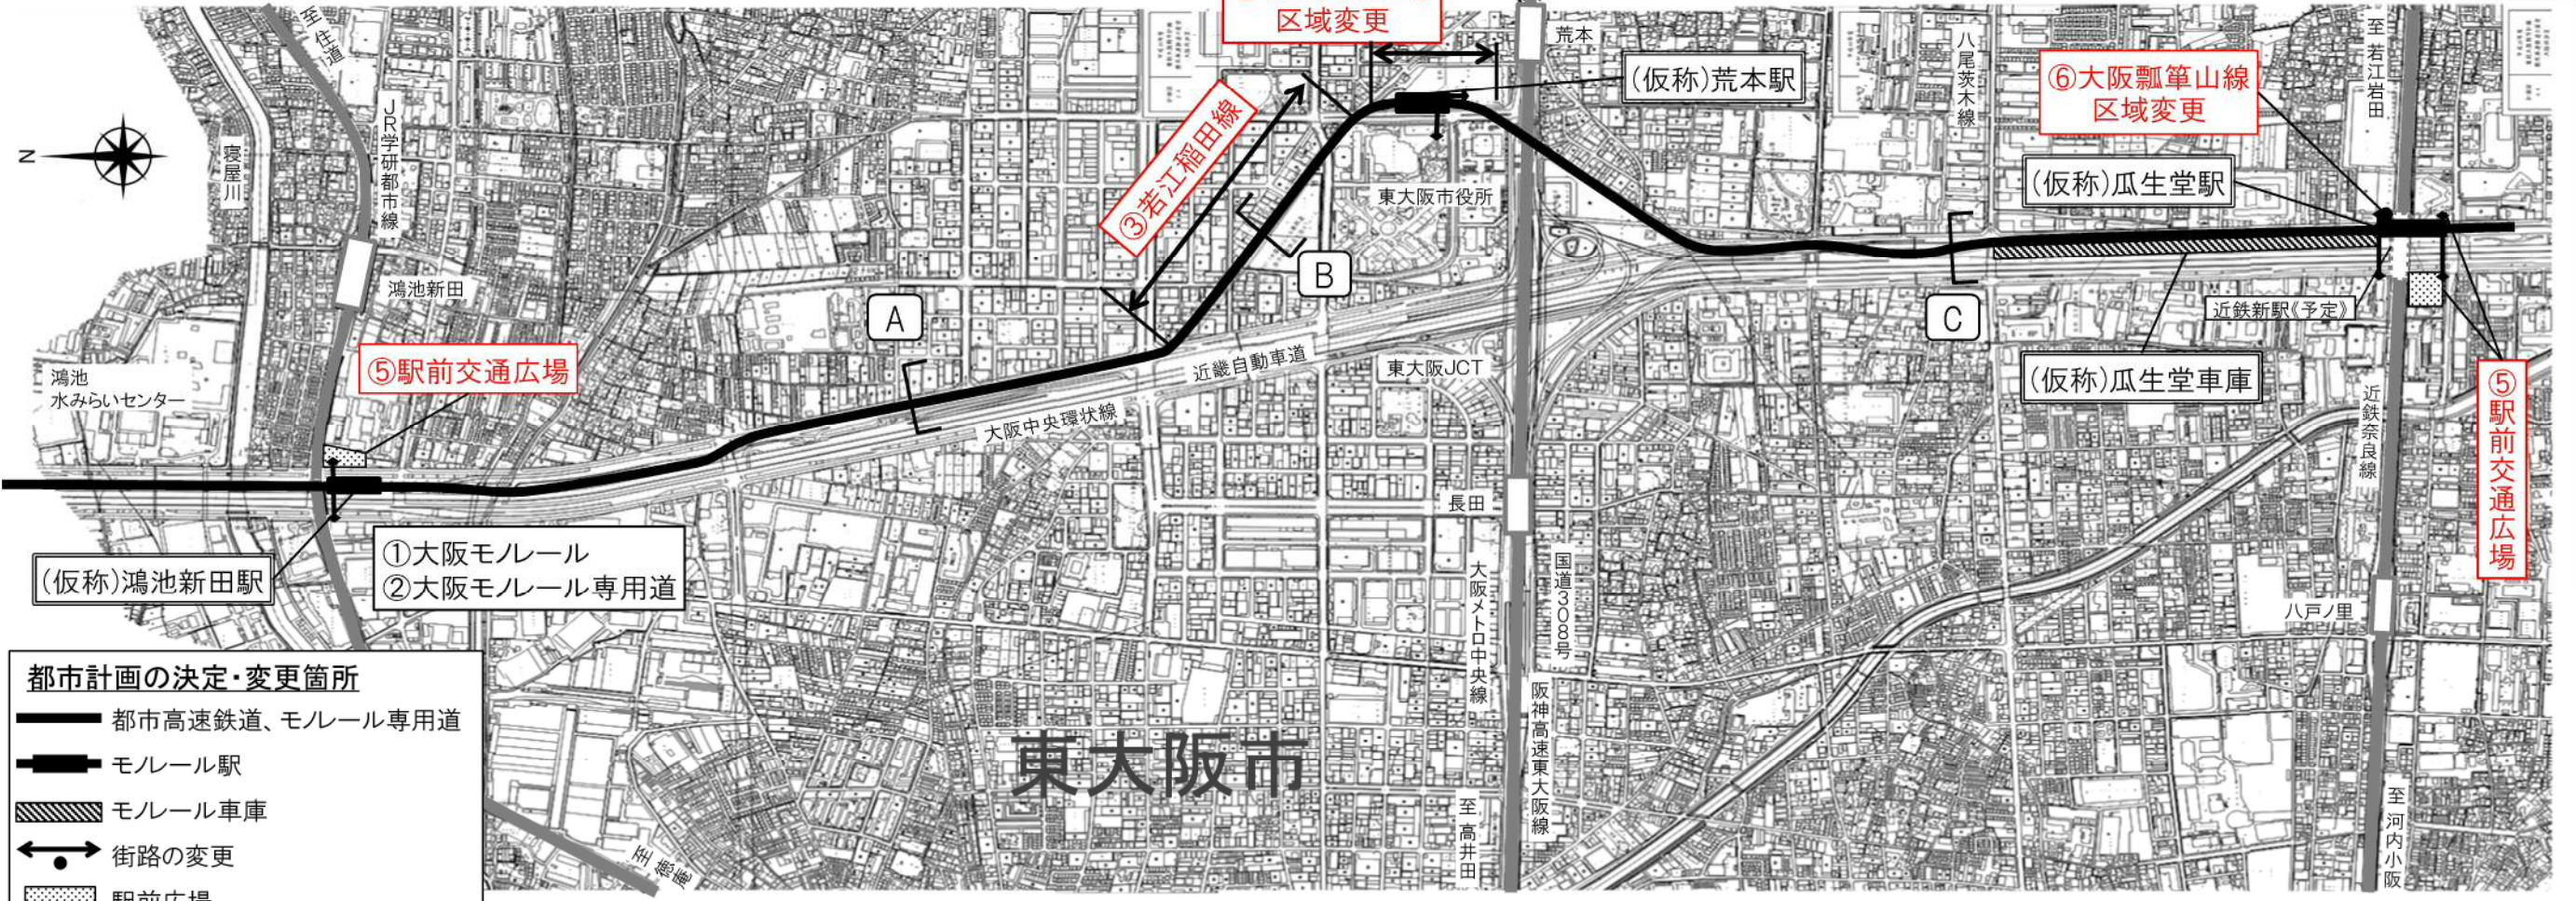 区域変更
至住道
荒本
八尾茨木線
至 若江岩田
(仮称)荒本駅
⑥大阪瓢箪山線
区域変更
N
JR学研都市線
寝屋川
③若江稲田線
東大阪市役所
(仮称)瓜生堂駅
鴻池新田
B
A
C
近鉄新駅《予定》
近畿自動車道
東大阪JCT
⑤駅前交通広場
鴻池
水みらいセンター
(仮称)瓜生堂車庫
⑤駅前交通広場
大阪中央環状線
近鉄奈良線
長田
①大阪モノレール
②大阪モノレール専用道
(仮称)鴻池新田駅
大阪メトロ中央線
国道308号
八戸ノ里
阪神高速東大阪線
東大阪市
至 高井田
至 河内小阪
至 徳庵
都市計画の決定・変更箇所
都市高速鉄道、モノレール専用道
モノレール駅
モノレール車庫
街路の変更
駅前広場